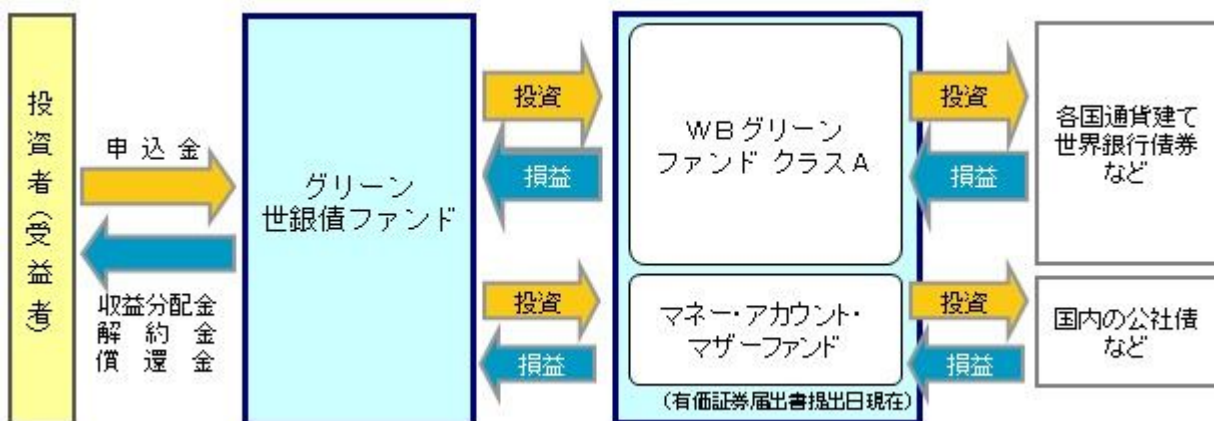 投資者(受益者)
申込金
収益分配金
解約金
償還金
グリーン
世銀債ファンド
投資
損益
投資
損益
WBグリーン
ファンド クラスA
マネー・アカウント・
マザーファンド
(有価証券届出書提出日現在)
投資
損益
投資
損益
各国通貨建て
世界銀行債券
など
国内の公社債
など